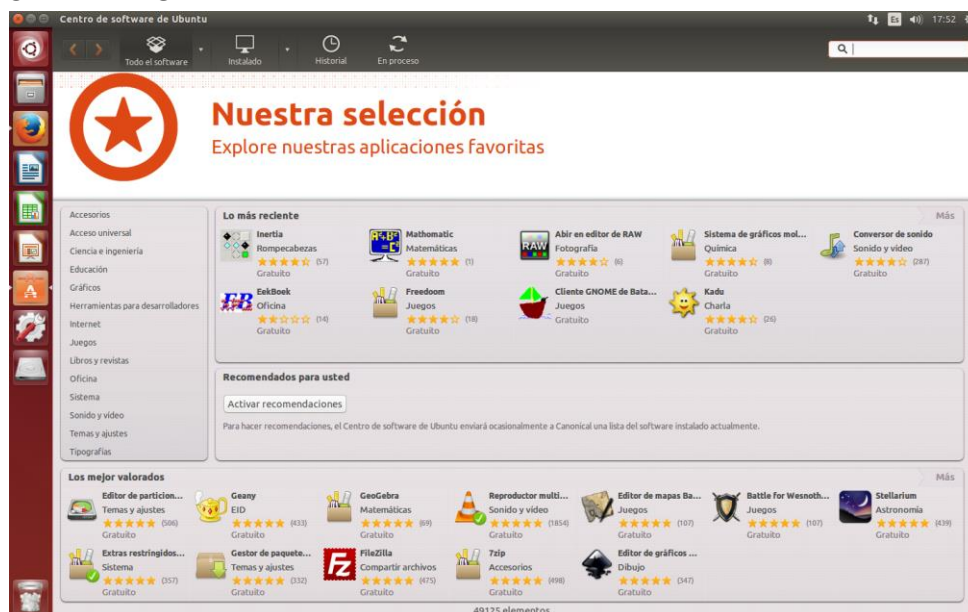 Centro de software de Ubuntu
Es
17:52
Todo el software
Instalado
Historial
En proceso
Nuestra selección
Explore nuestras aplicaciones favoritas
Accesorios
Acceso universal
Ciencia e ingeniería
Educación
Gráficos
Herramientas para desarrolladores
Internet
Juegos
Libros y revistas
Oficina
Sistema
Sonido y vídeo
Temas y ajustes
Tipografías
Lo más reciente
Más
Inertia
Rompecabezas
(57)
Gratuito
Mathomatic
Matemáticas
(1)
Gratuito
RAW
Abrir en editor de RAW
Fotografía
(6)
Gratuito
Sistema de gráficos mol...
Química
(8)
Gratuito
Conversor de sonido
Sonido y vídeo
(287)
Gratuito
EekBoek
Oficina
(14)
Gratuito
Freedoom
Juegos
(18)
Gratuito
Cliente GNOME de Bata...
Juegos
Gratuito
Kadu
Charla
(26)
Gratuito
Recomendados para usted
Activar recomendaciones
Para hacer recomendaciones, el Centro de software de Ubuntu enviará ocasionalmente a Canonical una lista del software instalado actualmente.
Los mejor valorados
Más
Editor de particion...
Temas y ajustes
(506)
Gratuito
Geany
EID
(433)
Gratuito
GeoGebra
Matemáticas
(69)
Gratuito
Reproductor multi...
Sonido y vídeo
(1854)
Gratuito
Editor de mapas Ba...
Juegos
(107)
Gratuito
Battle for Wesnoth...
Juegos
(107)
Gratuito
Stellarium
Astronomía
(439)
Gratuito
Extras restringidos...
Sistema
(357)
Gratuito
Gestor de paquete...
Temas y ajustes
(332)
Gratuito
FileZilla
Compartir archivos
(475)
Gratuito
7zip
Accesorios
(498)
Gratuito
Editor de gráficos ...
Dibujo
(347)
Gratuito
49125 elementos